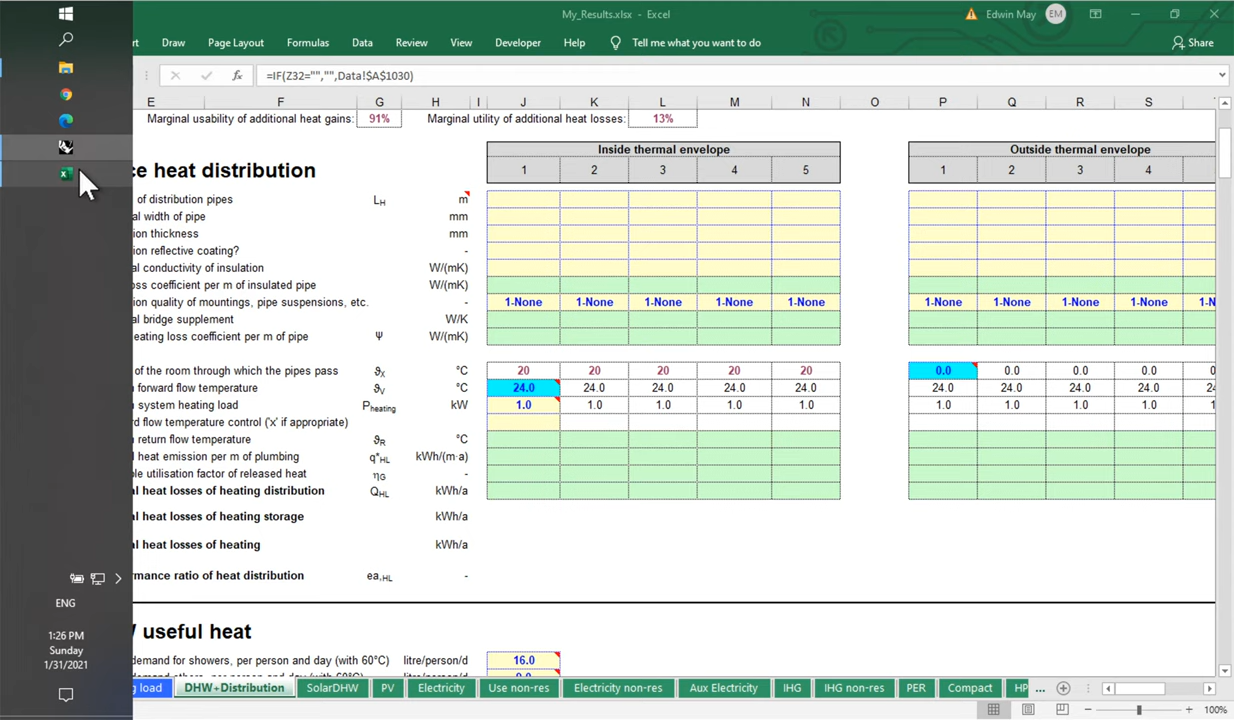 My_Results.xlsx - Excel
Edwin May
EM
rt
Draw
Page Layout
Formulas
Data
Review
View
Developer
Help
Tell me what you want to do
Share
fx
=IF(Z32="","",Data!$A$1030)
E F G H I J K L M N O P Q R S
Marginal usability of additional heat gains: 91% Marginal utility of additional heat losses: 13%
Inside thermal envelope Outside thermal envelope
ce heat distribution 1 2 3 4 5 1 2 3 4
of distribution pipes LH m
al width of pipe mm
ion thickness mm
ion reflective coating? -
al conductivity of insulation W/(mK)
oss coefficient per m of insulated pipe W/(mK)
ion quality of mountings, pipe suspensions, etc. - 1-None 1-None 1-None 1-None 1-None 1-None 1-None 1-None 1-None 1-N
al bridge supplement W/K
eating loss coefficient per m of pipe Ψ W/(mK)
of the room through which the pipes pass ϑX °C 20 20 20 20 20 0.0 0.0 0.0 0.0 0
n forward flow temperature ϑV °C 24.0 24.0 24.0 24.0 24.0 24.0 24.0 24.0 24.0 24
n system heating load Pheating kW 1.0 1.0 1.0 1.0 1.0 1.0 1.0 1.0 1.0 1
rd flow temperature control ('x' if appropriate)
n return flow temperature ϑR °C
l heat emission per m of plumbing q*HL kWh/(m·a)
ble utilisation factor of released heat ηG -
al heat losses of heating distribution QHL kWh/a
al heat losses of heating storage kWh/a
al heat losses of heating kWh/a
rmance ratio of heat distribution ea,HL -
useful heat
demand for showers, per person and day (with 60°C) litre/person/d 16.0
g load
DHW+Distribution
SolarDHW
PV
Electricity
Use non-res
Electricity non-res
Aux Electricity
IHG
IHG non-res
PER
Compact
HP
...
100%
ENG
1:26 PM
Sunday
1/31/2021